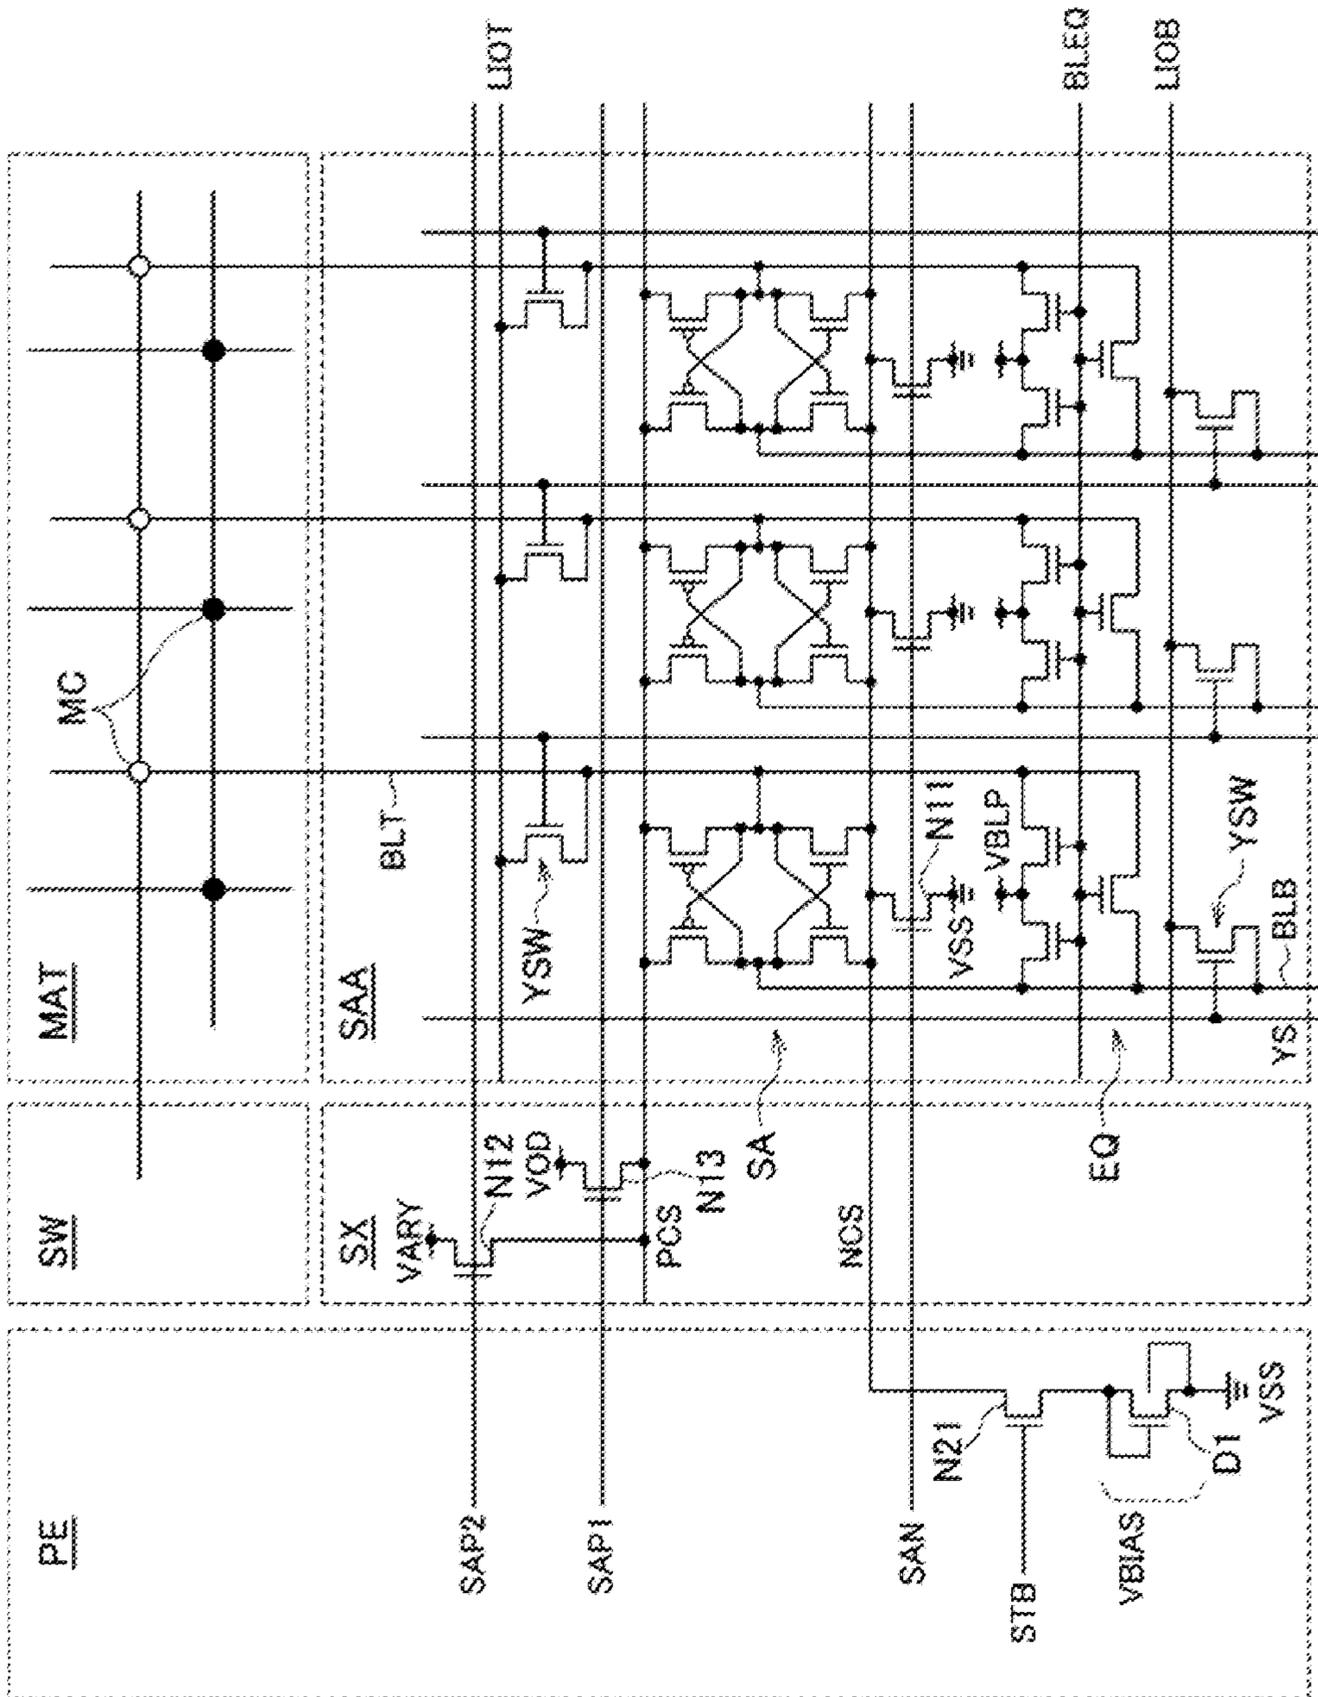 PE
SW
MAT
MC
SX
SAA
BLT
VARY
N12
VOD
YSW
LIOT
SAP2
SAP1
PCS
N13
SA
NCS
VSS
N11
VBLP
SAN
N21
STB
VBIAS
D1
VSS
EQ
YS
BLB
YSW
BLEQ
LIOB